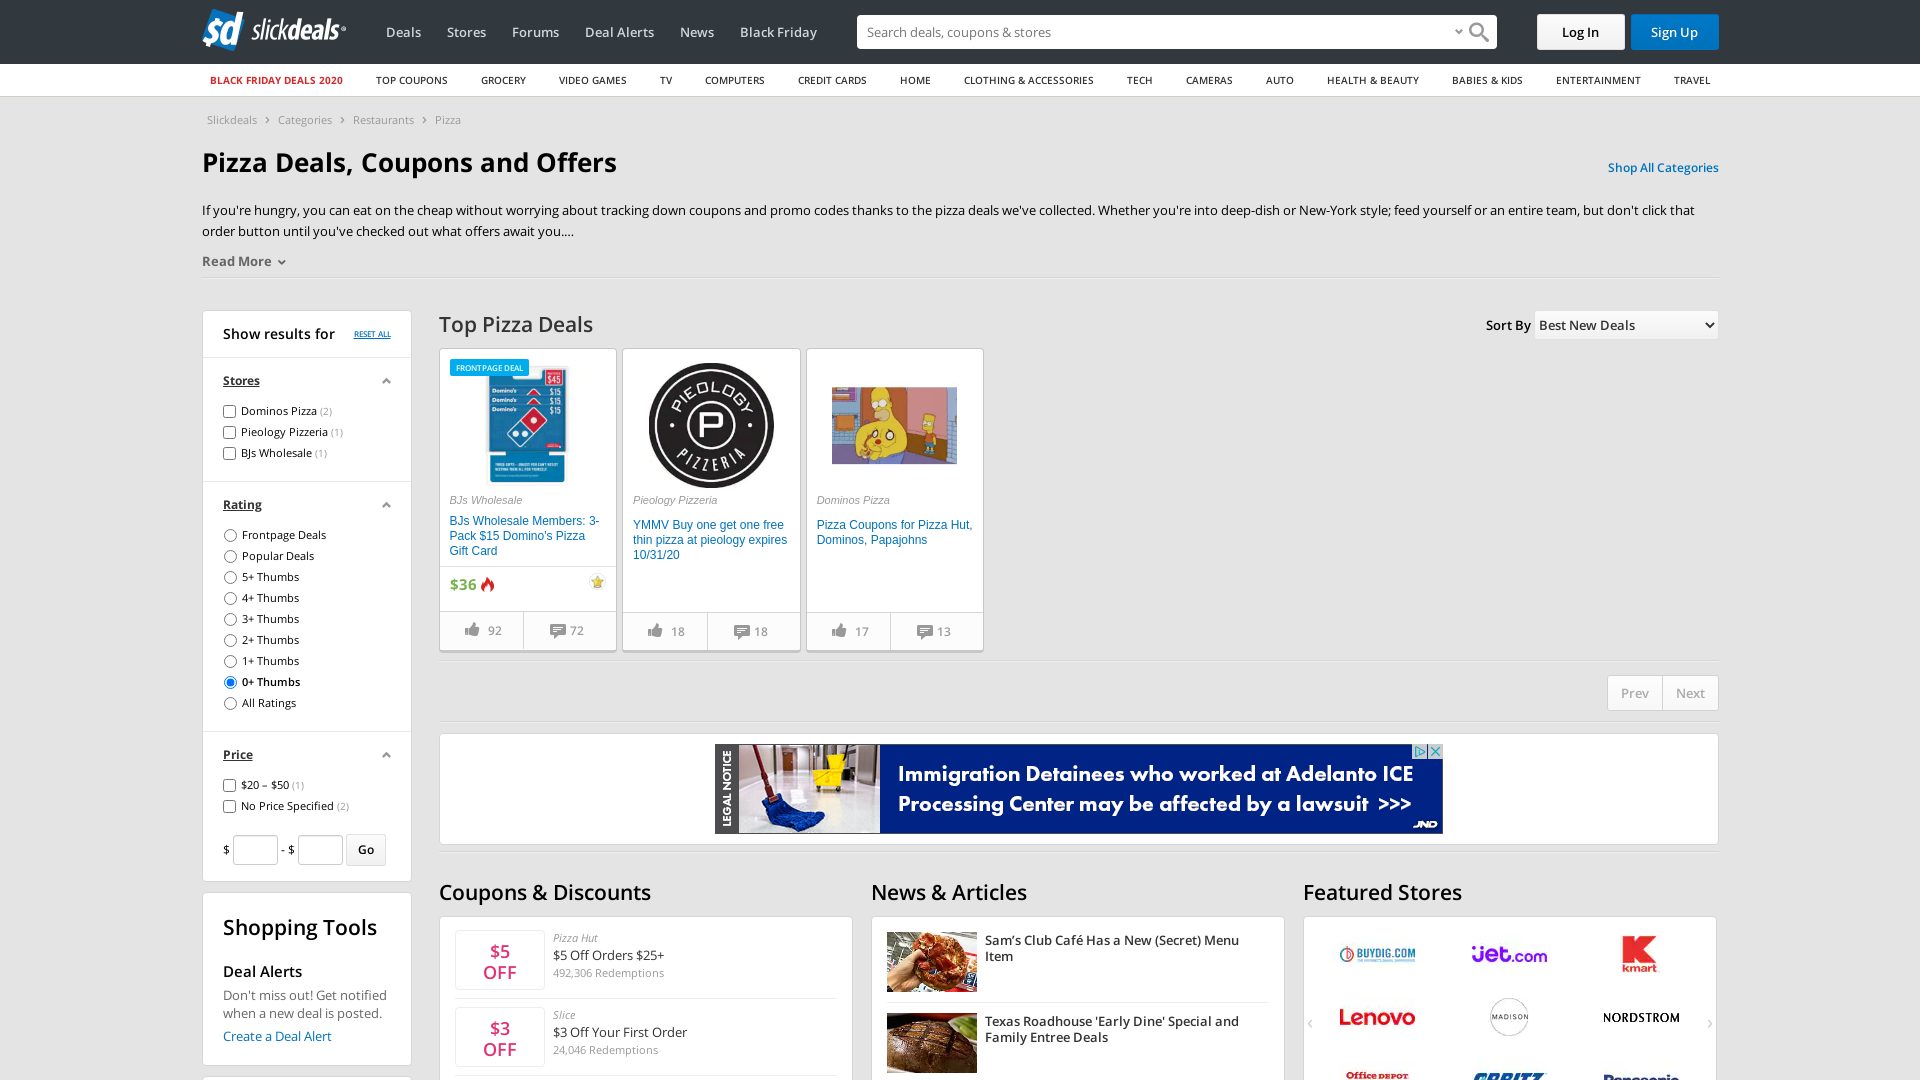 sd slickdeals
Deals
Stores
Forums
Deal Alerts
News
Black Friday
Search deals, coupons & search
Log In
Sign Up
BLACK FRIDAY DEALS 2020
TOP COUPONS
GROCERY
VIDEO GAMES
TV
COMPUTERS
CREDIT CARDS
HOME
CLOTHING & ACCESSORIES
TECH
CAMERAS
AUTO
HEALTH & BEAUTY
BABIES & KIDS
ENTERTAINMENT
TRAVEL
Slickdeals › Categories › Restaurants › Pizza
Pizza Deals, Coupons and Offers
Shop All Categories
If you're hungry, you can eat on the cheap without worrying about tracking down coupons and promo codes thanks to the pizza deals we've collected. Whether you're into deep-dish or New-York style; feed yourself or an entire team, but don't click that
order button until you've checked out what offers await you....
Read More
Show results for
RESET ALL
Stores
Dominos Pizza (2)
Pieology Pizzeria (1)
BJs Wholesale (1)
Rating
Frontpage Deals
Popular Deals
5+ Thumbs
4+ Thumbs
3+ Thumbs
2+ Thumbs
1+ Thumbs
0+ Thumbs
All Ratings
Price
$20 – $50 (1)
No Price Specified (2)
$ - $ Go
Shopping Tools
Deal Alerts
Don't miss out! Get notified
when a new deal is posted.
Create a Deal Alert
Top Pizza Deals
Sort By Best New Deals
FRONTPAGE DEAL
$45
Domino's $15
Domino's $15
Domino's $15
BJs Wholesale
BJs Wholesale Members: 3-
Pack $15 Domino's Pizza
Gift Card
$36
92
72
PIEOLOGY
P
PIZZERIA
Pieology Pizzeria
YMMV Buy one get one free
thin pizza at pieology expires
10/31/20
18
18
Dominos Pizza
Pizza Coupons for Pizza Hut,
Dominos, Papajohns
17
13
Prev
Next
LEGAL NOTICE
Immigration Detainees who worked at Adelanto ICE
Processing Center may be affected by a lawsuit >>>
JND
Coupons & Discounts
$5
OFF
Pizza Hut
$5 Off Orders $25+
492,306 Redemptions
$3
OFF
Slice
$3 Off Your First Order
24,046 Redemptions
News & Articles
Sam's Club Café Has a New (Secret) Menu
Item
Texas Roadhouse 'Early Dine' Special and
Family Entree Deals
Featured Stores
BUYDIG.COM
Jet.com
K
kmart
Lenovo
MADISON
NORDSTROM
Office DEPOT
ORBITZ
Panasonic